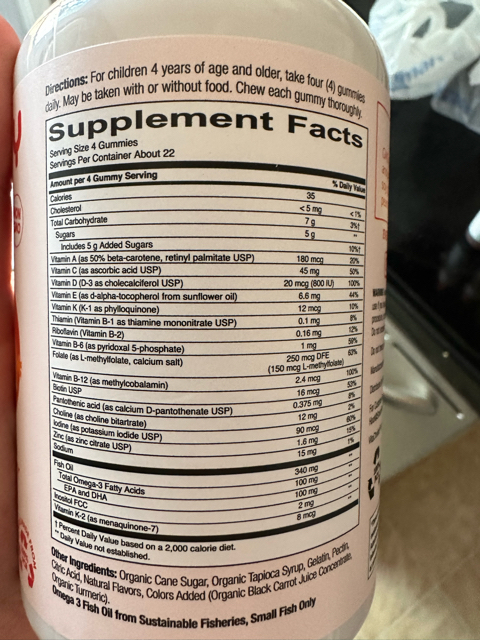 Directions: For children 4 years of age and older, take four (4) gummies
daily. May be taken with or without food. Chew each gummy thoroughly.
Supplement Facts
Serving Size 4 Gummies
Servings Per Container About 22
Amount per 4 Gummy Serving % Daily Value
Calories 35
Cholesterol <5 mg <1%
Total Carbohydrate 7 g 3%†
Sugars 5 g **
Includes 5 g Added Sugars 10%†
Vitamin A (as 50% beta-carotene, retinyl palmitate USP) 180 mcg 20%
Vitamin C (as ascorbic acid USP) 45 mg 50%
Vitamin D (D-3 as cholecalciferol USP) 20 mcg (800 IU) 100%
Vitamin E (as d-alpha-tocopherol from sunflower oil) 6.6 mg 44%
Vitamin K (K-1 as phylloquinone) 12 mcg 10%
Thiamin (Vitamin B-1 as thiamine mononitrate USP) 0.1 mg 8%
Riboflavin (Vitamin B-2) 0.16 mg 12%
Vitamin B-6 (as pyridoxal 5-phosphate) 1 mg 59%
Folate (as L-methylfolate, calcium salt) 250 mcg DFE 63%
(150 mcg L-methylfolate)
Vitamin B-12 (as methylcobalamin) 2.4 mcg 100%
Biotin USP 16 mcg 53%
Pantothenic acid (as calcium D-pantothenate USP) 0.375 mg 8%
Choline (as choline bitartrate) 12 mg 2%
Iodine (as potassium iodide USP) 90 mcg 60%
Zinc (as zinc citrate USP) 1.6 mg 15%
Sodium 15 mg 1%
Fish Oil 340 mg **
Total Omega-3 Fatty Acids 100 mg **
EPA and DHA 100 mg **
Inositol FCC 2 mg **
Vitamin K-2 (as menaquinone-7) 8 mcg **
† Percent Daily Value based on a 2,000 calorie diet.
** Daily Value not established.
Other Ingredients: Organic Cane Sugar, Organic Tapioca Syrup, Gelatin, Pectin,
Citric Acid, Natural Flavors, Colors Added (Organic Black Carrot Juice Concentrate,
Organic Turmeric).
Omega 3 Fish Oil from Sustainable Fisheries, Small Fish Only